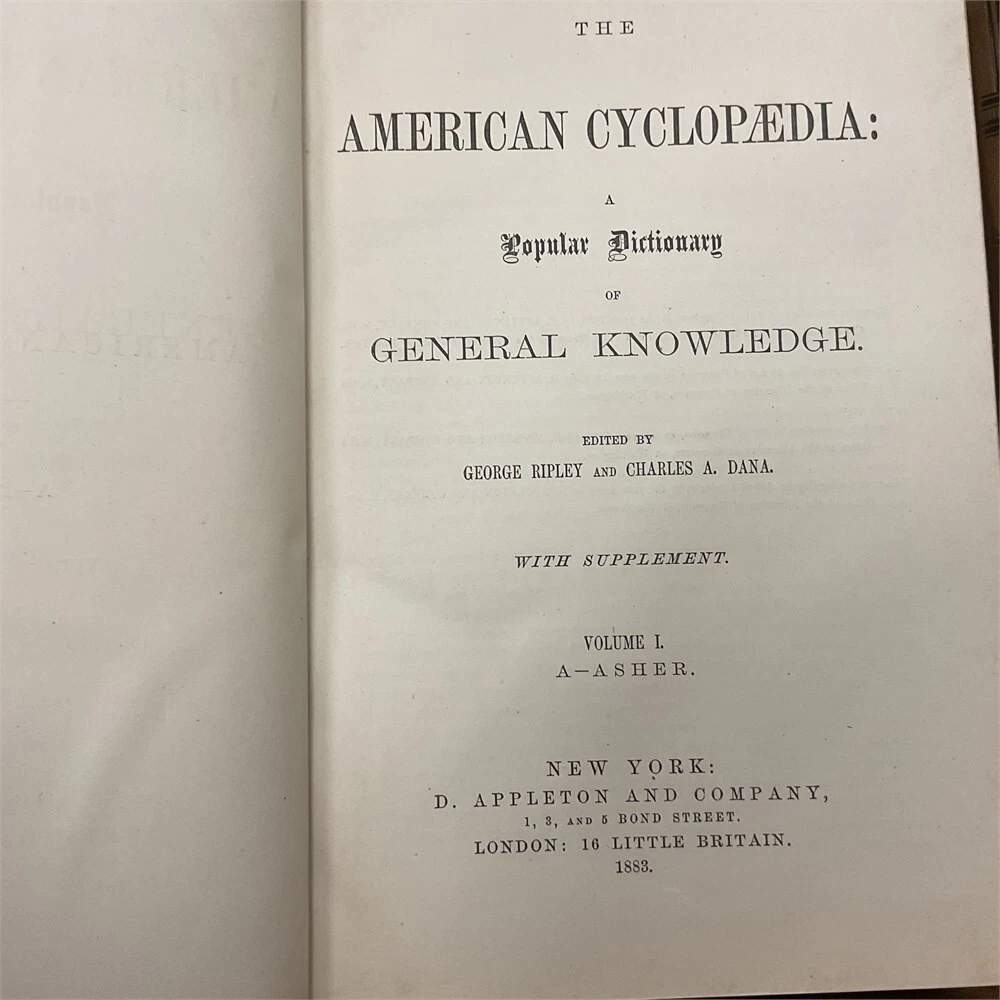 THE
AMERICAN CYCLOPÆDIA:
A
Popular Dictionary
OF
GENERAL KNOWLEDGE.
EDITED BY
GEORGE RIPLEY AND CHARLES A. DANA.
WITH SUPPLEMENT.
VOLUME I.
A–ASHER.
NEW YORK:
D. APPLETON AND COMPANY,
1, 3, AND 5 BOND STREET.
LONDON: 16 LITTLE BRITAIN.
1883.